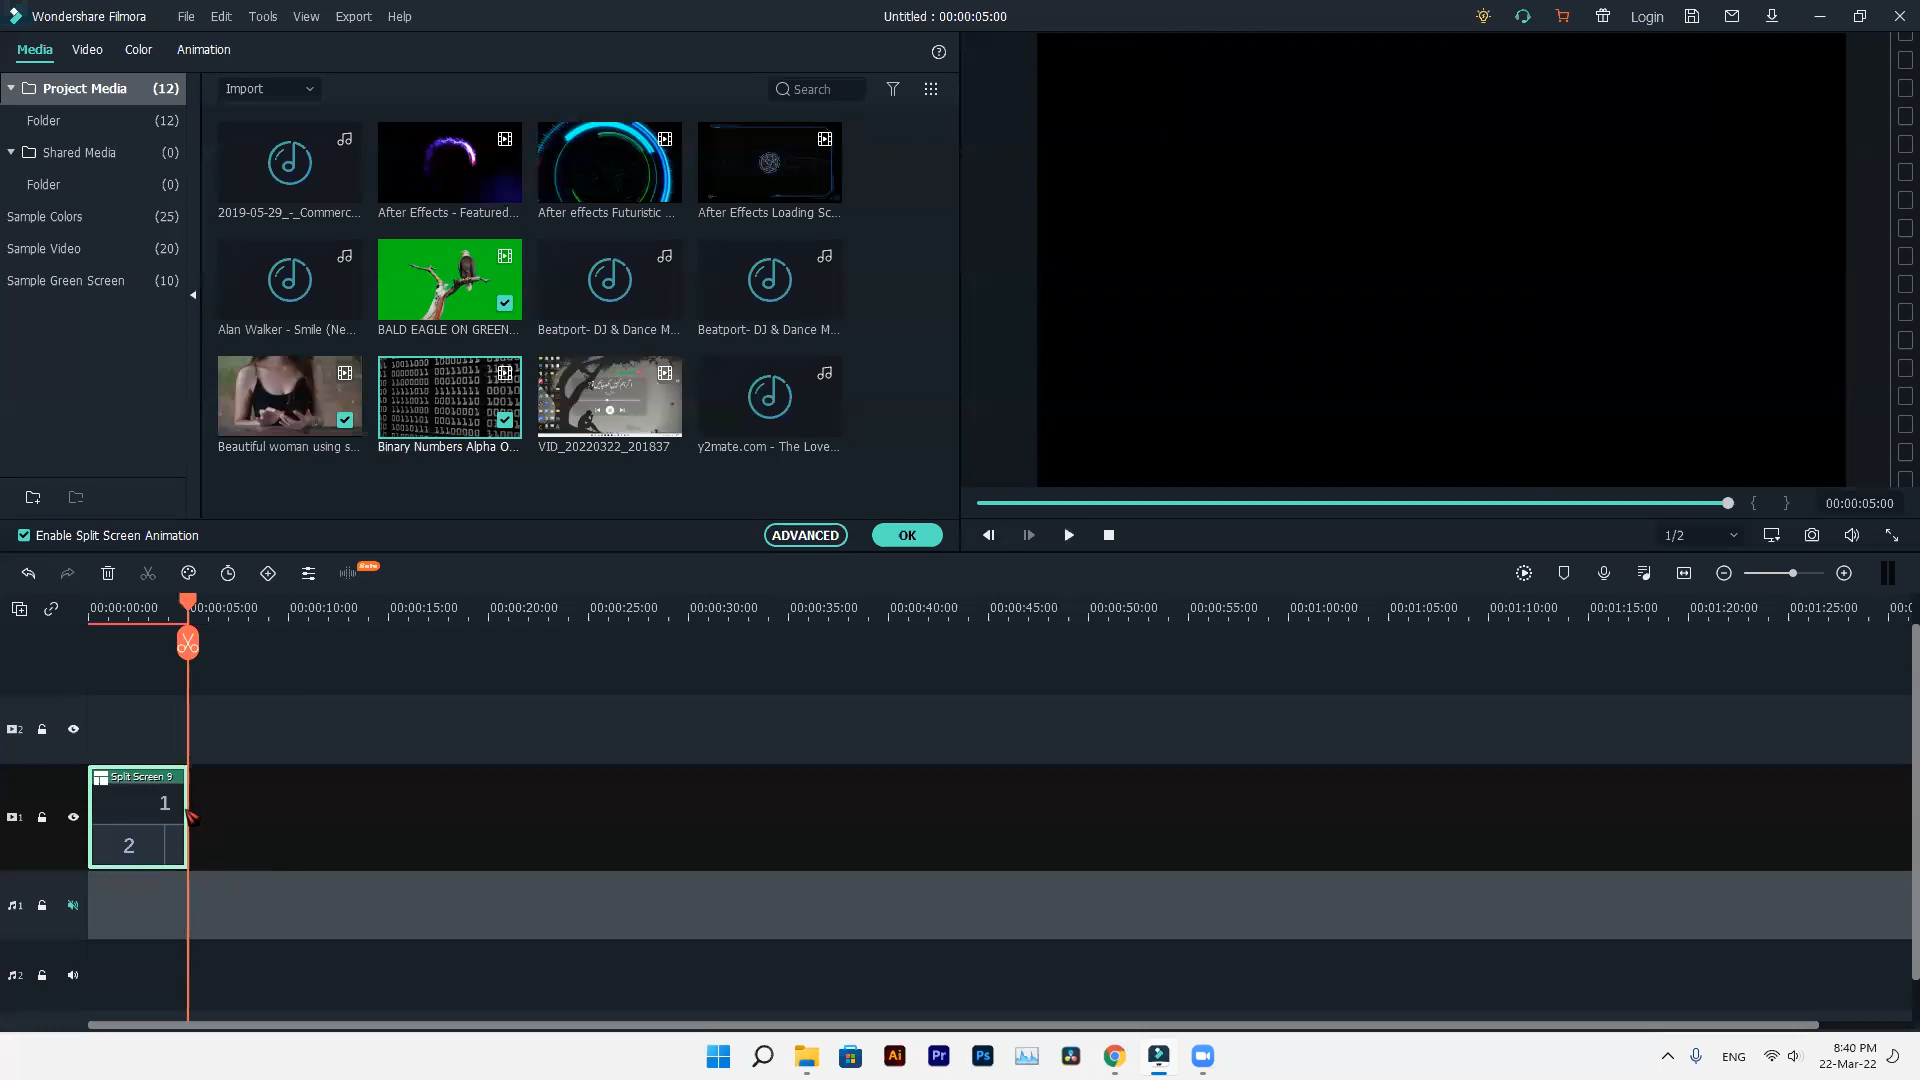 Wondershare Filmora File Edit Tools View Export Help Untitled : 00:00:05:00 Login
Media Video Color Animation
Project Media (12)
Folder (12)
Shared Media (0)
Folder (0)
Sample Colors (25)
Sample Video (20)
Sample Green Screen (10)
Import Search
2019-05-29_-_Commerc... After Effects - Featured... After effects Futuristic ... After Effects Loading Sc...
Alan Walker - Smile (Ne... BALD EAGLE ON GREEN... Beatport- DJ & Dance M... Beatport- DJ & Dance M...
Beautiful woman using s... Binary Numbers Alpha O... VID_20220322_201837 y2mate.com - The Love...
00:00:05:00
Enable Split Screen Animation ADVANCED OK 1/2
00:00:00:00 00:00:05:00 00:00:10:00 00:00:15:00 00:00:20:00 00:00:25:00 00:00:30:00 00:00:35:00 00:00:40:00 00:00:45:00 00:00:50:00 00:00:55:00 00:01:00:00 00:01:05:00 00:01:10:00 00:01:15:00 00:01:20:00 00:01:25:00
2
Split Screen 9
1
1
2
1
2
Ai Pr Ps ENG 8:40 PM
22-Mar-22